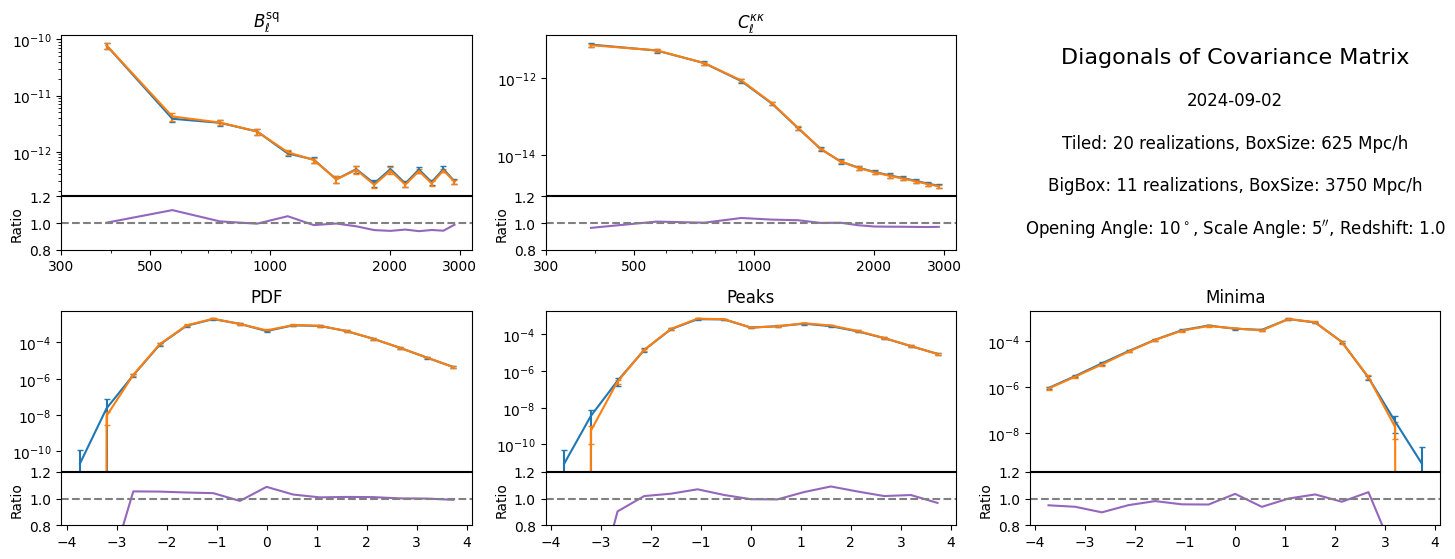 B_ℓ^sq
C_ℓ^κκ
10^−10
10^−11
10^−12
1.2
1.0
0.8
Ratio
300 500 1000 2000 3000
10^−12
10^−14
1.2
1.0
0.8
Ratio
300 500 1000 2000 3000
Diagonals of Covariance Matrix
2024-09-02
Tiled: 20 realizations, BoxSize: 625 Mpc/h
BigBox: 11 realizations, BoxSize: 3750 Mpc/h
Opening Angle: 10°, Scale Angle: 5″, Redshift: 1.0
PDF
10^−4
10^−6
10^−8
10^−10
1.2
1.0
0.8
Ratio
−4 −3 −2 −1 0 1 2 3 4
Peaks
10^−4
10^−6
10^−8
10^−10
1.2
1.0
0.8
Ratio
−4 −3 −2 −1 0 1 2 3 4
Minima
10^−4
10^−6
10^−8
1.2
1.0
0.8
Ratio
−4 −3 −2 −1 0 1 2 3 4